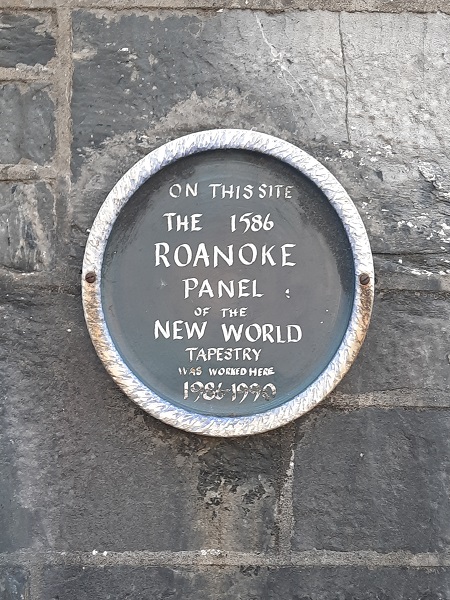 ON THIS SITE
THE 1586
ROANOKE
PANEL
OF THE
NEW WORLD
TAPESTRY
WAS WORKED HERE
1986-1990